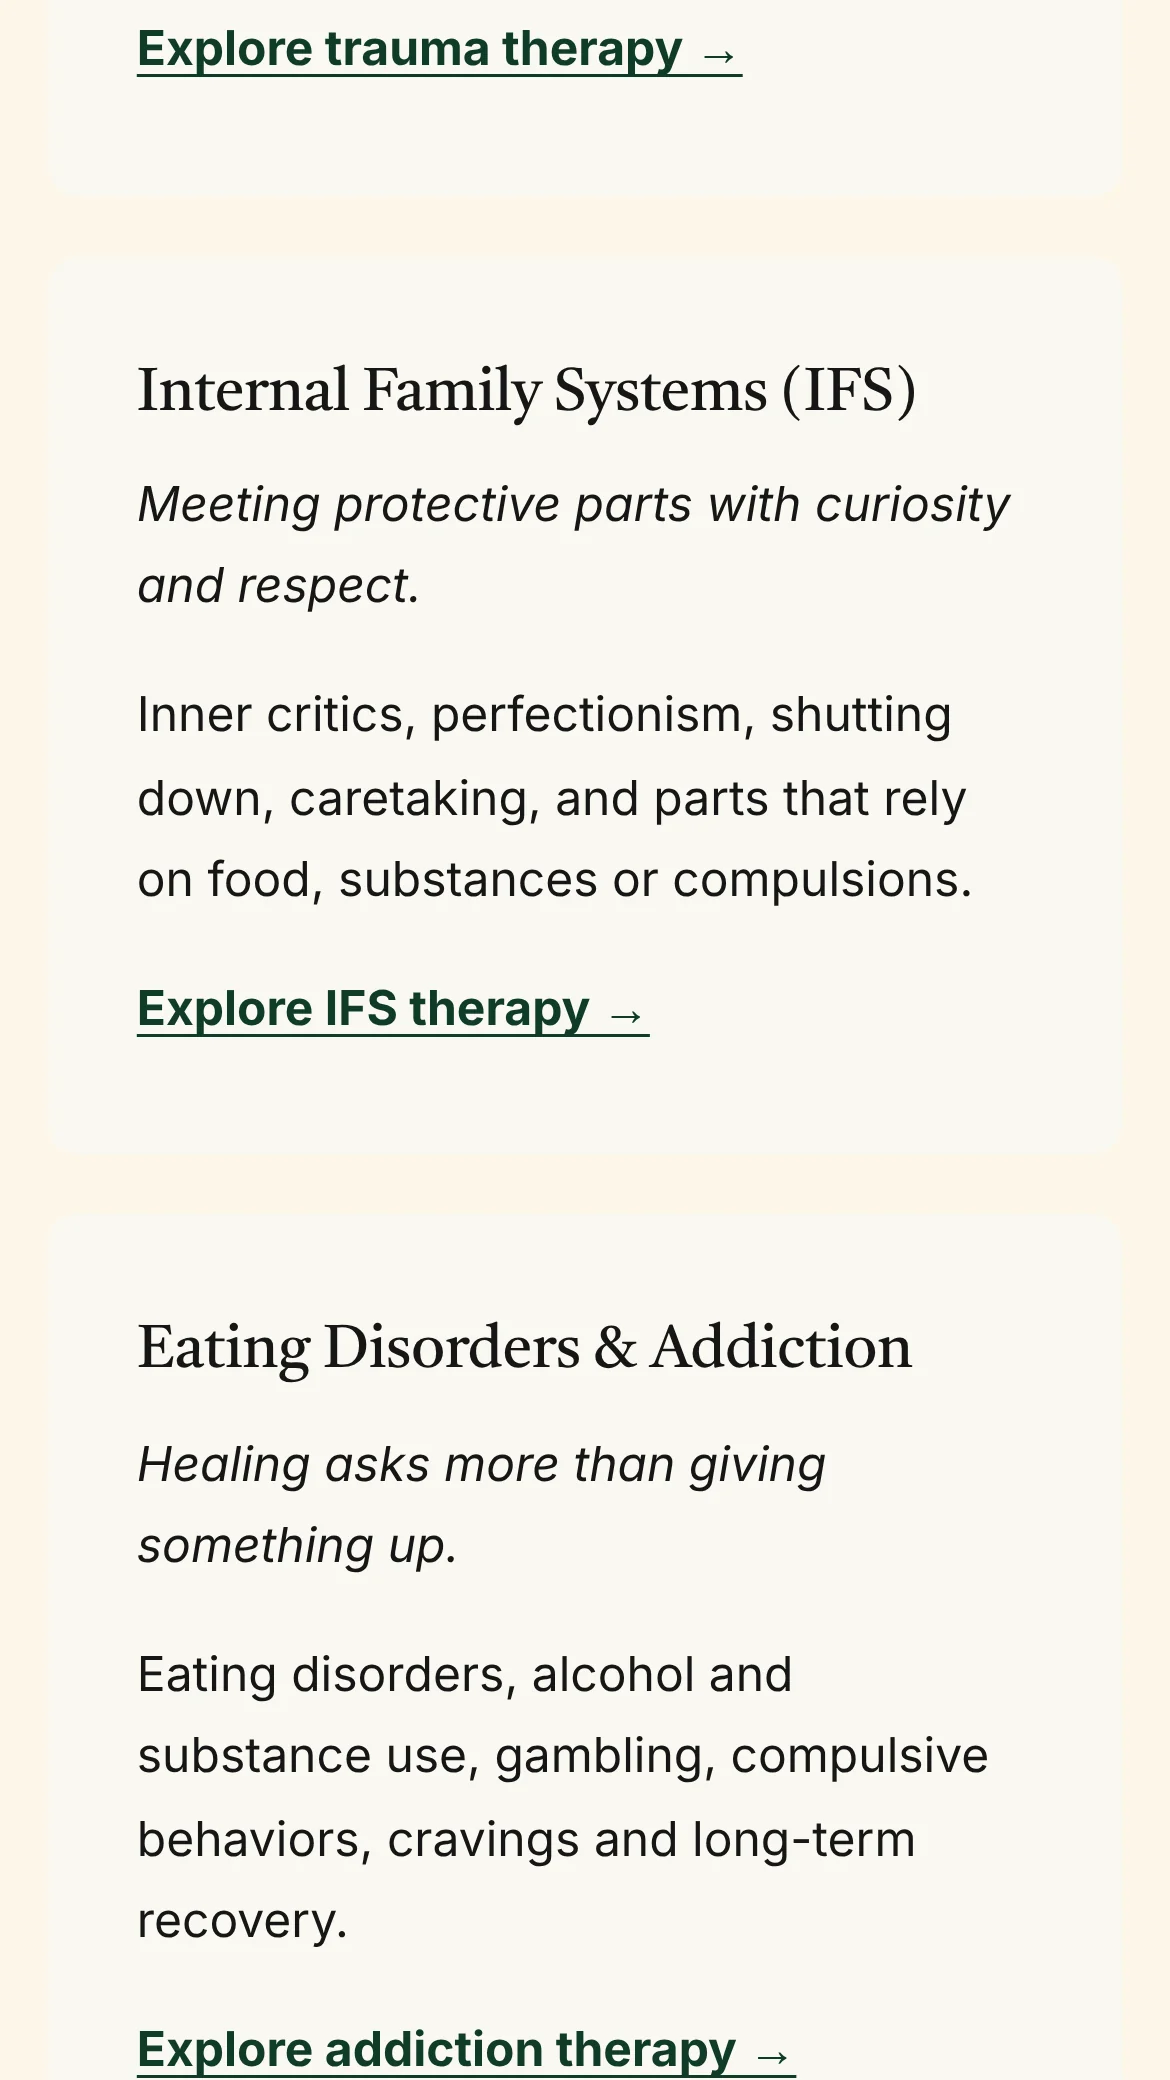 Explore trauma therapy →
Internal Family Systems (IFS)
Meeting protective parts with curiosity
and respect.
Inner critics, perfectionism, shutting
down, caretaking, and parts that rely
on food, substances or compulsions.
Explore IFS therapy →
Eating Disorders & Addiction
Healing asks more than giving
something up.
Eating disorders, alcohol and
substance use, gambling, compulsive
behaviors, cravings and long-term
recovery.
Explore addiction therapy →